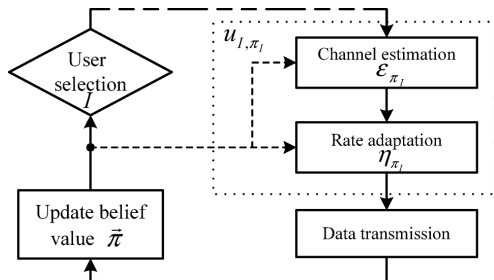 User
selection
I
u_{I,π_I}
Channel estimation
ε_{π_I}
Rate adaptation
η_{π_I}
Update belief
value π⃗
Data transmission